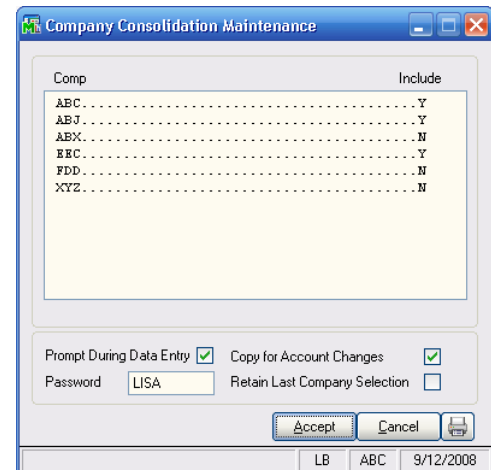 Company Consolidation Maintenance
Comp Include
ABC.......................................Y
ABJ.......................................Y
ABX.......................................N
EEC.......................................Y
FDD.......................................N
XYZ.......................................N
Prompt During Data Entry Copy for Account Changes
Password LISA Retain Last Company Selection
Accept Cancel
LB ABC 9/12/2008